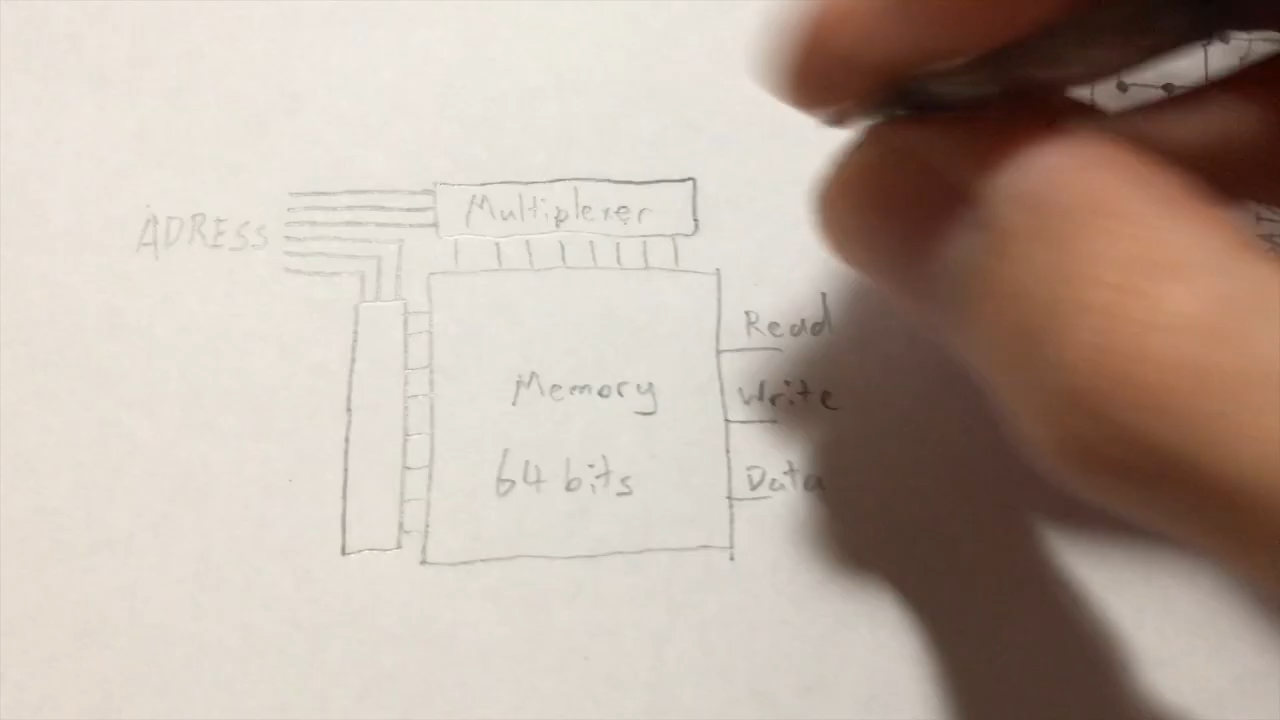 Multiplexer
ADRESS
Read
Memory
Write
64 bits
Data